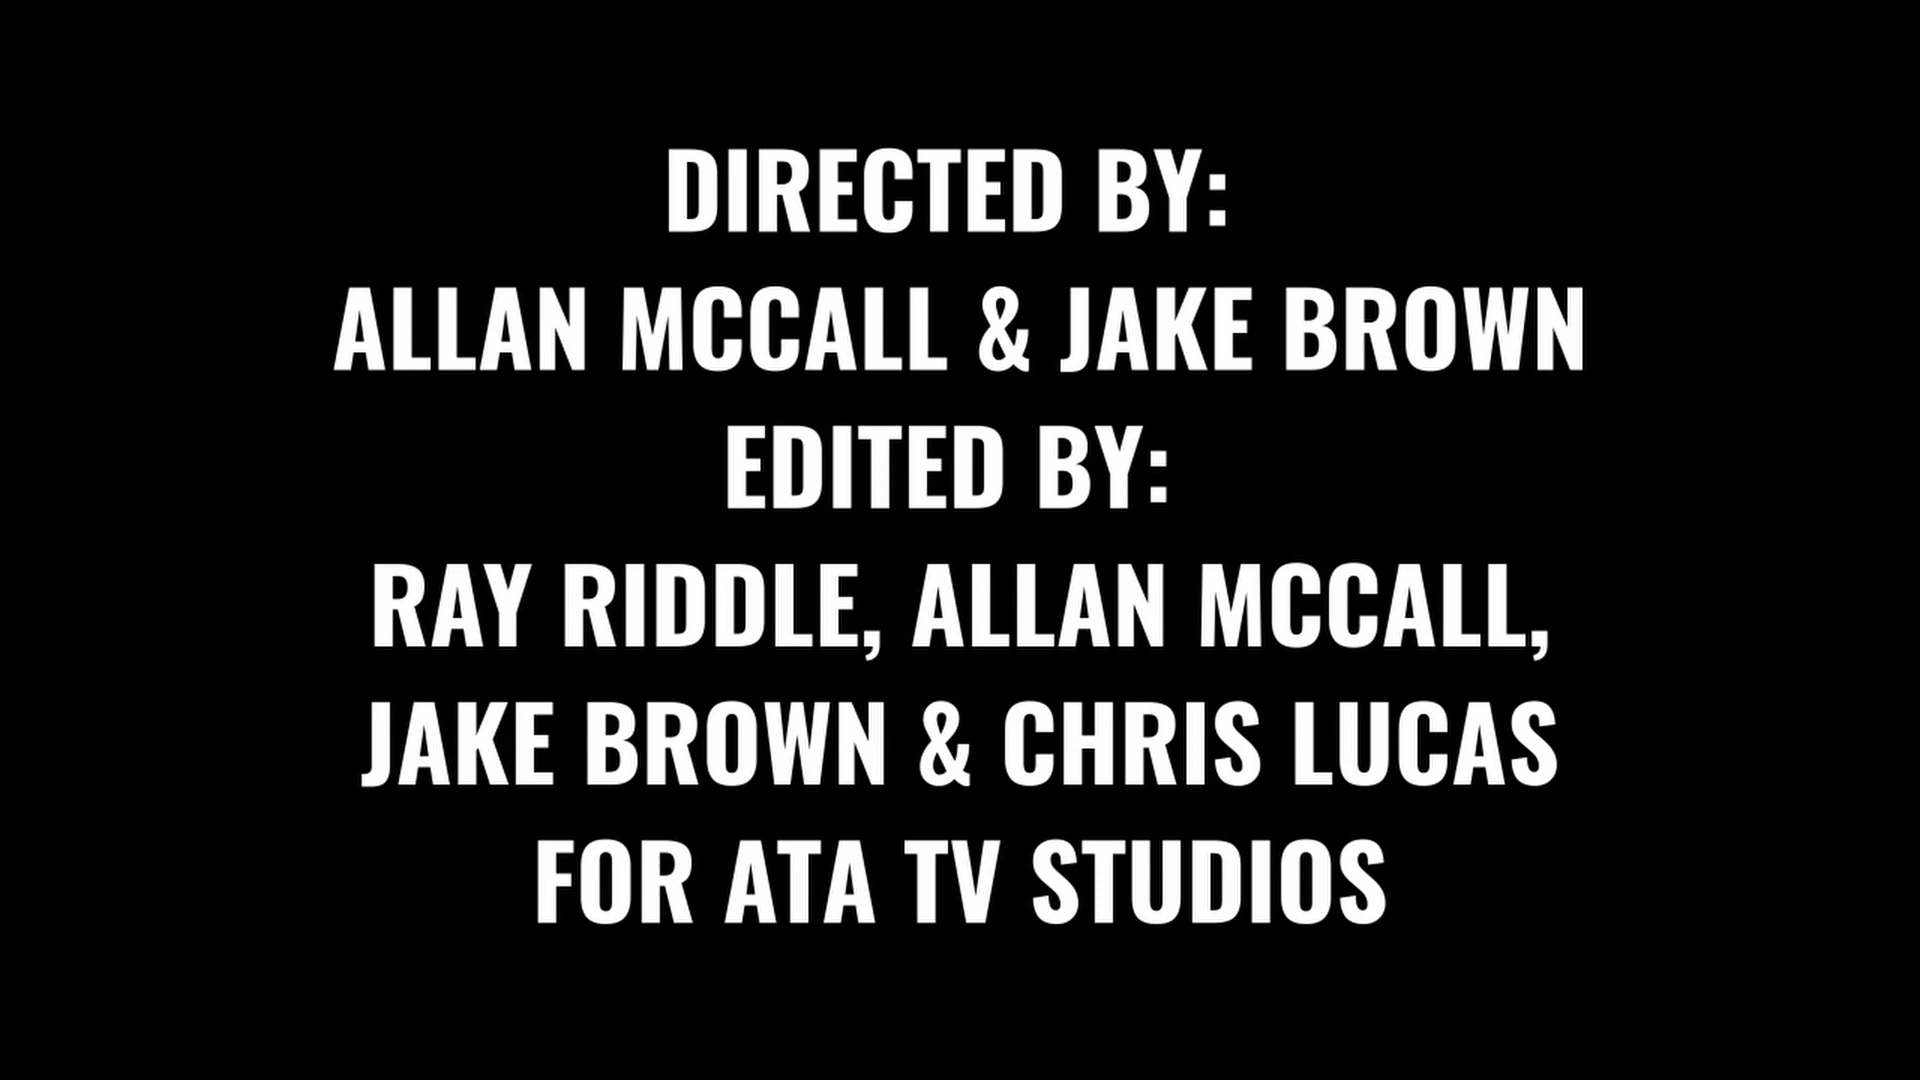 DIRECTED BY:
ALLAN MCCALL & JAKE BROWN
EDITED BY:
RAY RIDDLE, ALLAN MCCALL,
JAKE BROWN & CHRIS LUCAS
FOR ATA TV STUDIOS